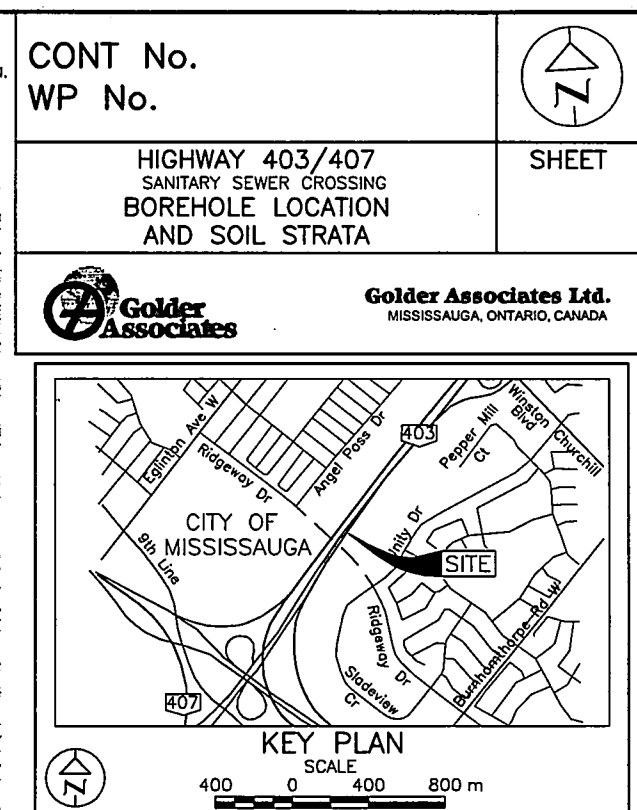 CONT No.
WP No.
N
HIGHWAY 403/407
SANITARY SEWER CROSSING
BOREHOLE LOCATION
AND SOIL STRATA
SHEET
Golder
Associates
Golder Associates Ltd.
MISSISSAUGA, ONTARIO, CANADA
Eglinton Ave W
Ridgeway Dr
Angel Pass Dr
403
Pepper Mill
Ct
Winston
Churchill
Blvd
CITY OF
MISSISSAUGA
9th Line
Unity Dr
SITE
Ridgeway Dr
Sladeview
Cr
Burnhamthorpe Rd W
407
KEY PLAN
SCALE
N
400 0 400 800 m